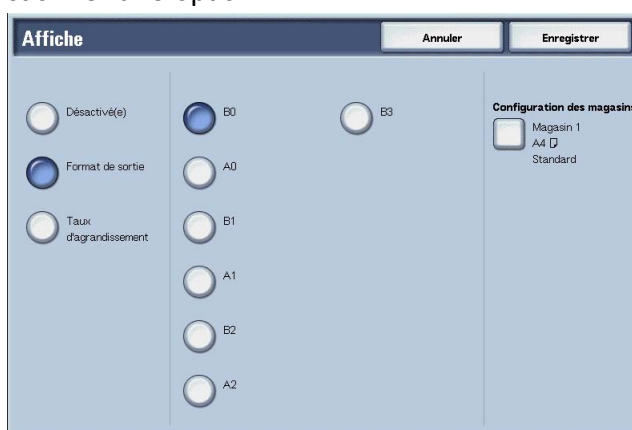 Affiche
Annuler
Enregistrer
Désactivé(e)
Format de sortie
Taux
d'agrandissement
B0
A0
B1
A1
B2
A2
B3
Configuration des magasins
Magasin 1
A4
Standard